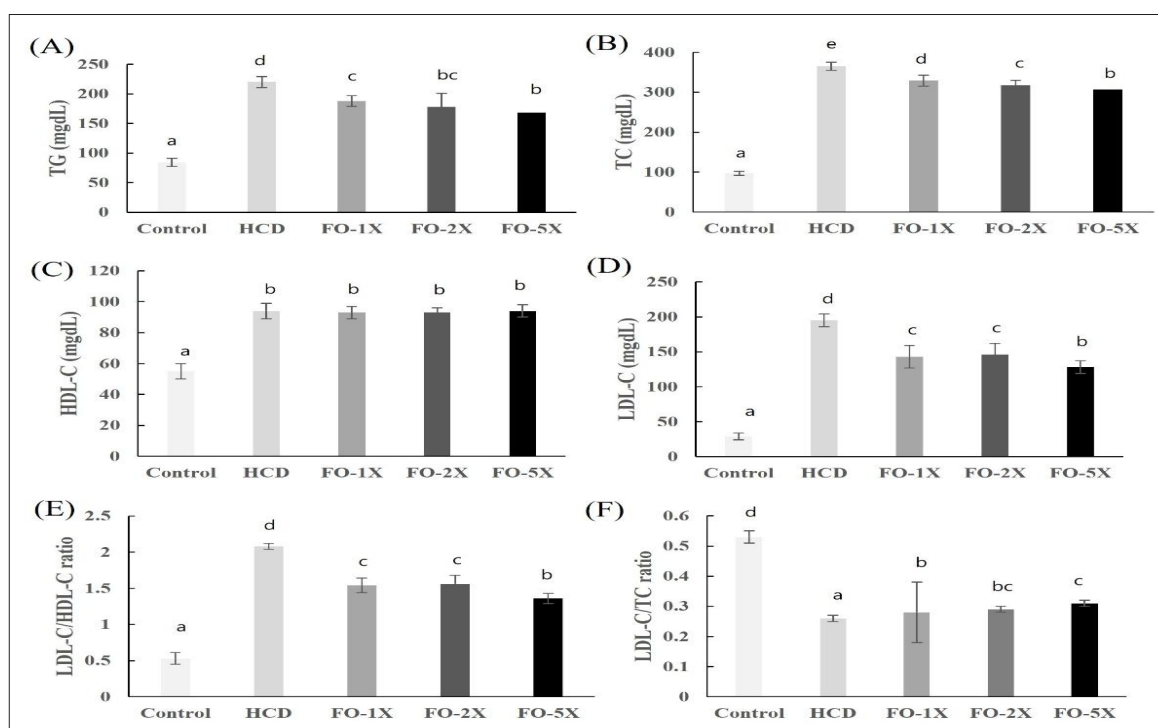 (A)
TG (mgdL)
250
200
150
100
50
0
a
d
c
bc
b
Control HCD FO-1X FO-2X FO-5X
(B)
TC (mgdL)
400
300
200
100
0
a
e
d
c
b
Control HCD FO-1X FO-2X FO-5X
(C)
HDL-C (mgdL)
120
100
80
60
40
20
0
a
b
b
b
b
Control HCD FO-1X FO-2X FO-5X
(D)
LDL-C (mgdL)
250
200
150
100
50
0
a
d
c
c
b
Control HCD FO-1X FO-2X FO-5X
(E)
LDL-C/HDL-C ratio
2.5
2
1.5
1
0.5
0
a
d
c
c
b
Control HCD FO-1X FO-2X FO-5X
(F)
LDL-C/TC ratio
0.6
0.5
0.4
0.3
0.2
0.1
0
d
a
b
bc
c
Control HCD FO-1X FO-2X FO-5X